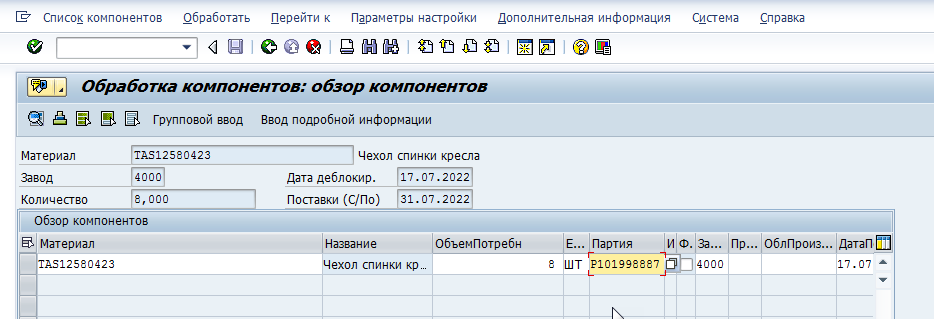 Список компонентов Обработать Перейти к Параметры настройки Дополнительная информация Система Справка
Обработка компонентов: обзор компонентов
Групповой ввод Ввод подробной информации
Материал TAS12580423 Чехол спинки кресла
Завод 4000 Дата деблокир. 17.07.2022
Количество 8,000 Поставки (С/По) 31.07.2022
Обзор компонентов
Материал Название ОбъемПотребн Е... Партия И Ф. За... Пр... ОблПроиз... ДатаП
TAS12580423 Чехол спинки кр... 8 ШТ P101998887 4000 17.07